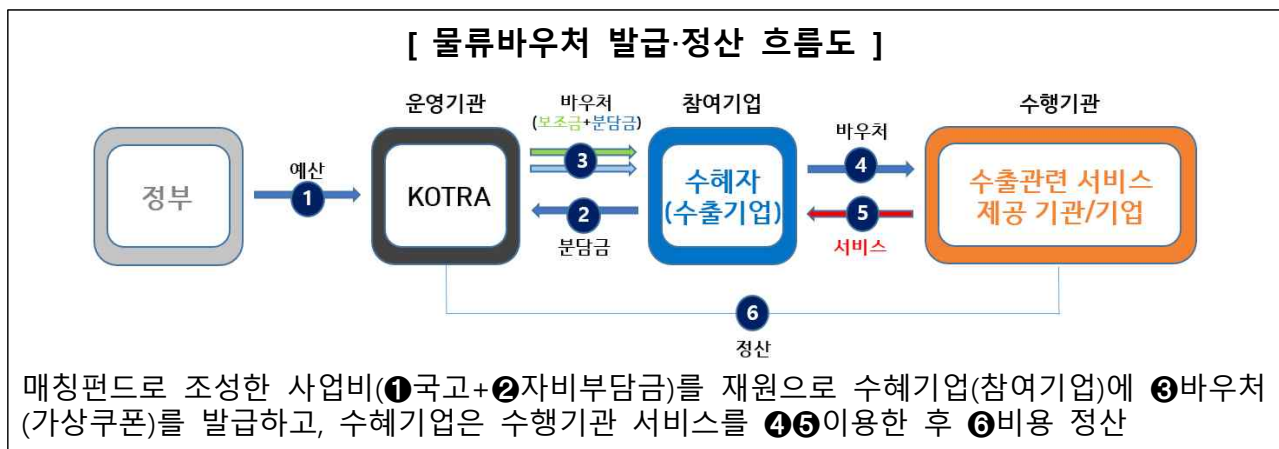 [ 물류바우처 발급·정산 흐름도 ]
운영기관
바우처
(보조금+분담금)
참여기업
수행기관
정부
예산
1
KOTRA
3
2
분담금
수혜자
(수출기업)
바우처
4
5
서비스
수출관련 서비스
제공 기관/기업
6
정산
매칭펀드로 조성한 사업비(❶국고+❷자비부담금)를 재원으로 수혜기업(참여기업)에 ❸바우처
(가상쿠폰)를 발급하고, 수혜기업은 수행기관 서비스를 ❹❺이용한 후 ❻비용 정산